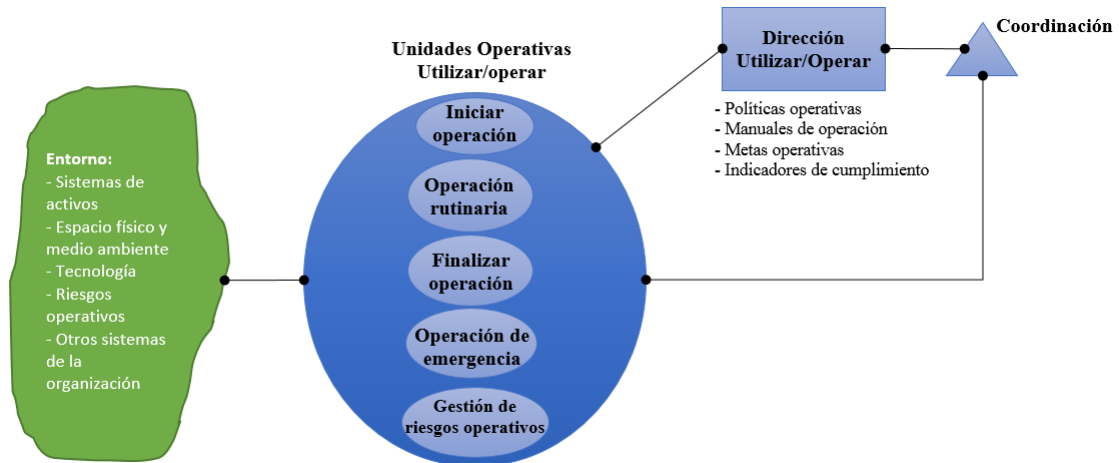 Entorno:
- Sistemas de
activos
- Espacio físico y
medio ambiente
- Tecnología
- Riesgos
operativos
- Otros sistemas
de la
organización
Unidades Operativas
Utilizar/operar
Iniciar
operación
Operación
rutinaria
Finalizar
operación
Operación de
emergencia
Gestión de
riesgos operativos
Dirección
Utilizar/Operar
- Políticas operativas
- Manuales de operación
- Metas operativas
- Indicadores de cumplimiento
Coordinación